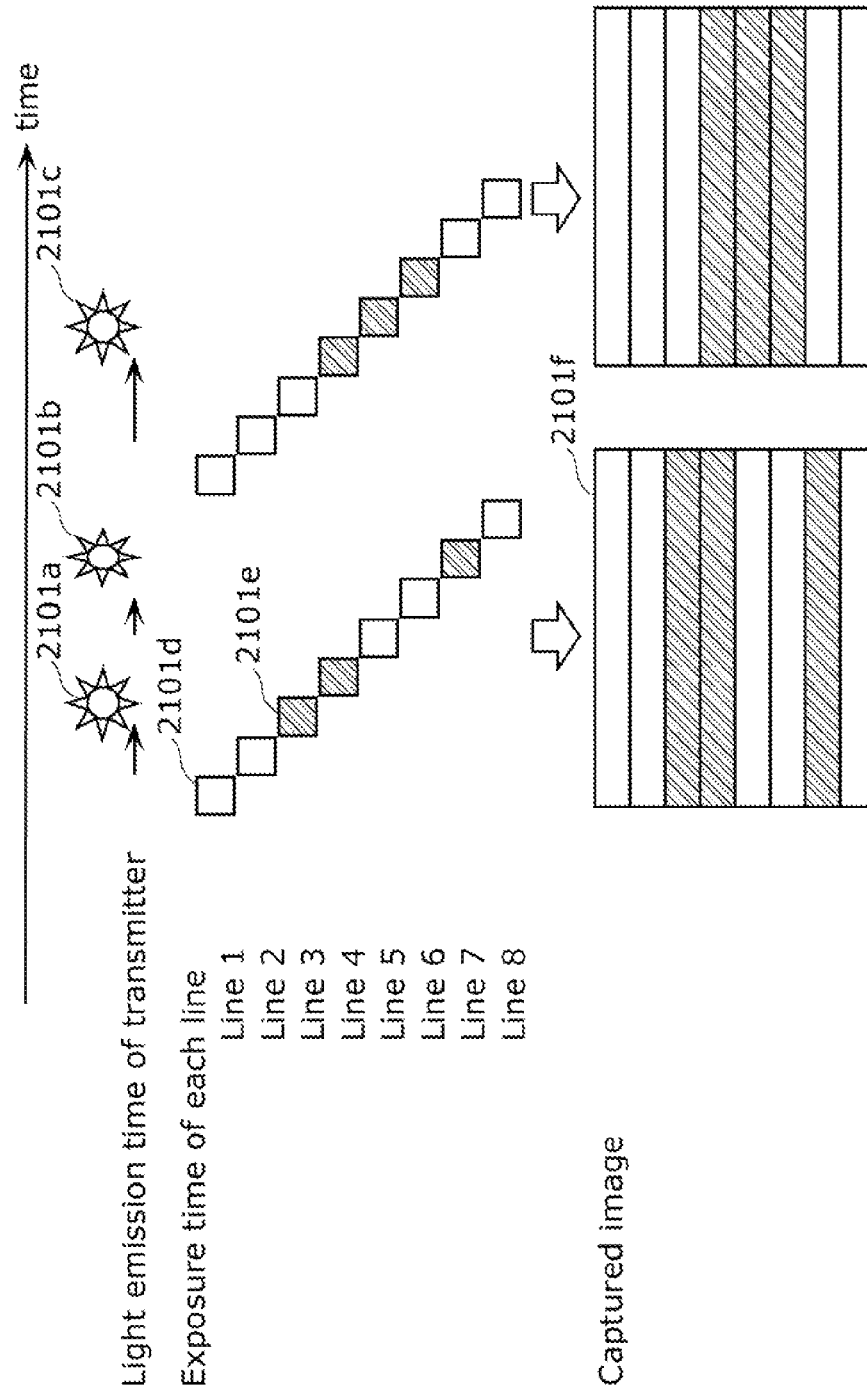 time
2101a
2101b
2101c
Light emission time of transmitter
2101d
2101e
Exposure time of each line
Line 1
Line 2
Line 3
Line 4
Line 5
Line 6
Line 7
Line 8
2101f
Captured image